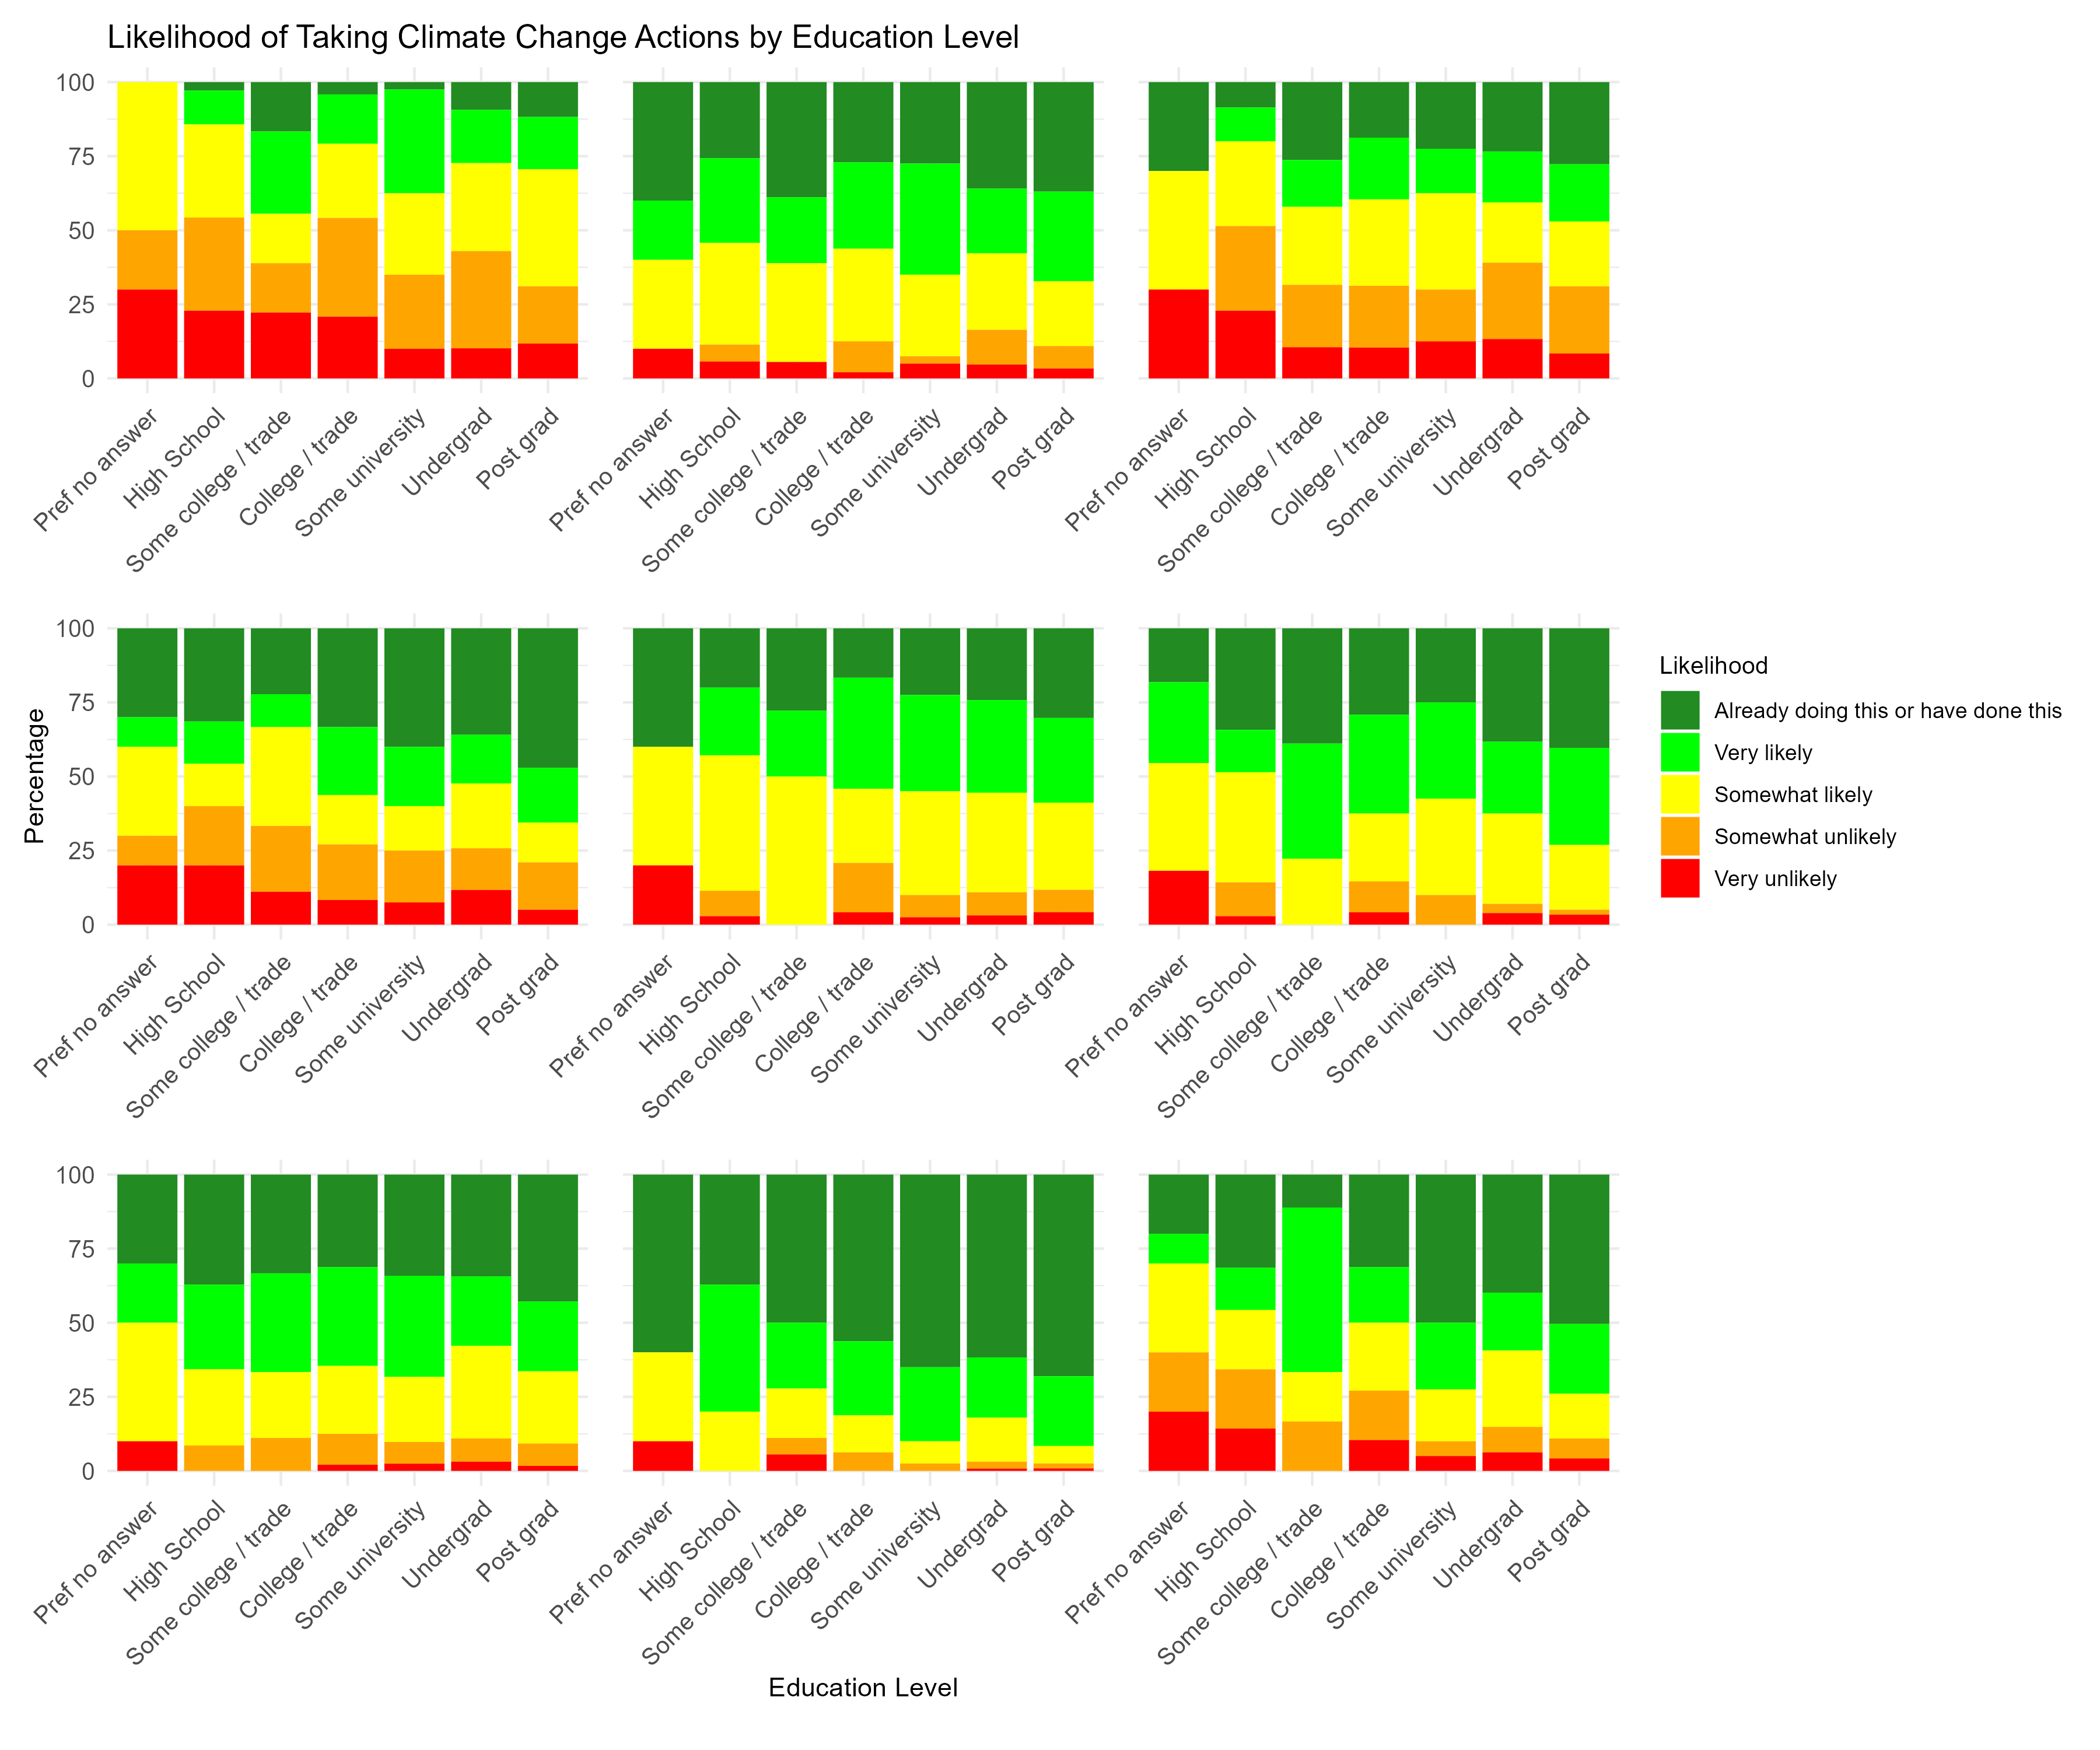 Likelihood of Taking Climate Change Actions by Education Level
100
75
50
25
0
Pref no answer
High School
Some college / trade
College / trade
Some university
Undergrad
Post grad
Pref no answer
High School
Some college / trade
College / trade
Some university
Undergrad
Post grad
Pref no answer
High School
Some college / trade
College / trade
Some university
Undergrad
Post grad
Percentage
100
75
50
25
0
Pref no answer
High School
Some college / trade
College / trade
Some university
Undergrad
Post grad
Pref no answer
High School
Some college / trade
College / trade
Some university
Undergrad
Post grad
Pref no answer
High School
Some college / trade
College / trade
Some university
Undergrad
Post grad
Likelihood
Already doing this or have done this
Very likely
Somewhat likely
Somewhat unlikely
Very unlikely
100
75
50
25
0
Pref no answer
High School
Some college / trade
College / trade
Some university
Undergrad
Post grad
Pref no answer
High School
Some college / trade
College / trade
Some university
Undergrad
Post grad
Pref no answer
High School
Some college / trade
College / trade
Some university
Undergrad
Post grad
Education Level